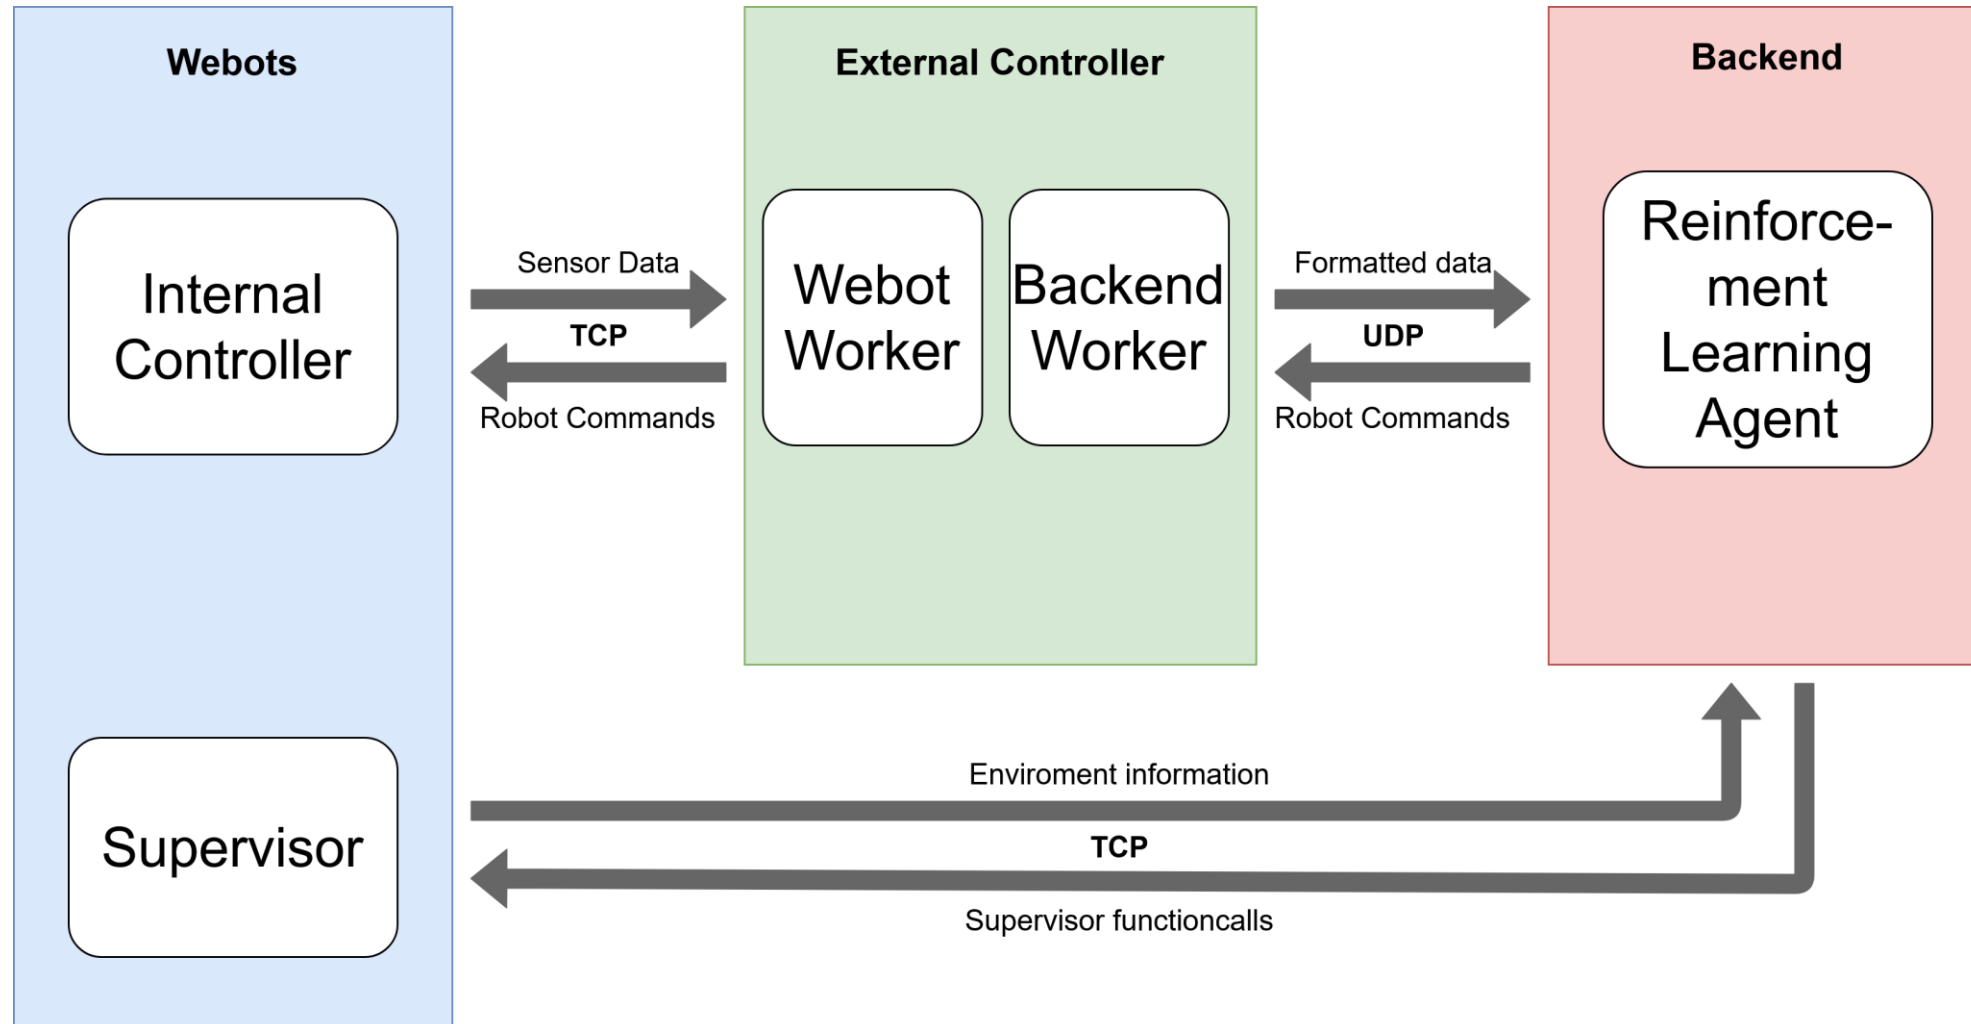 Webots
External Controller
Backend
Internal
Controller
Sensor Data
TCP
Robot Commands
Webot
Worker
Backend
Worker
Formatted data
UDP
Robot Commands
Reinforce-
ment
Learning
Agent
Supervisor
Enviroment information
TCP
Supervisor functioncalls